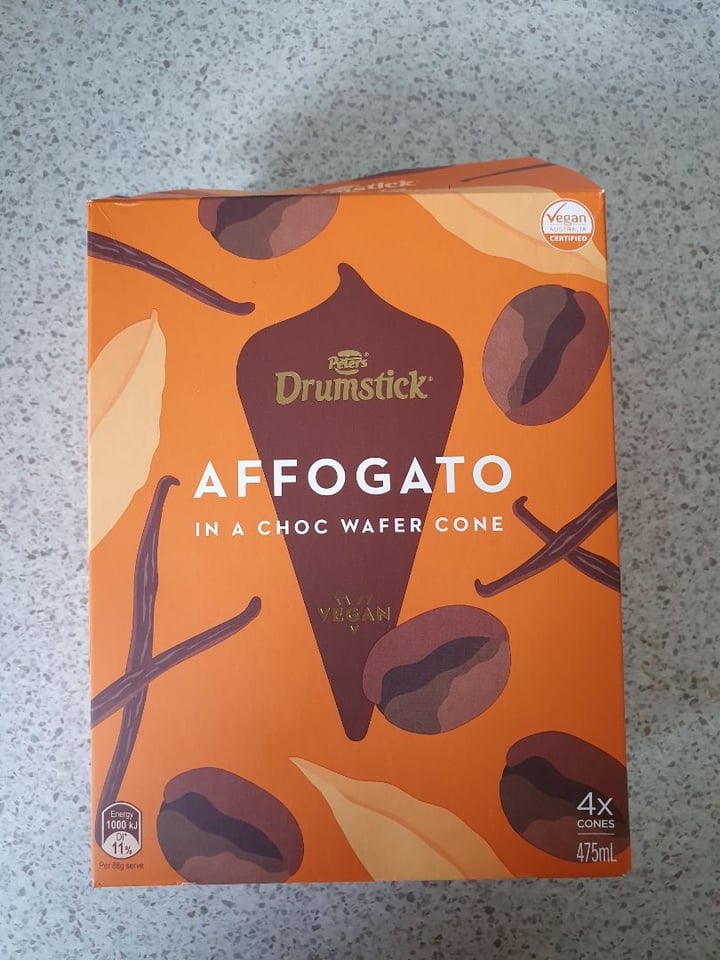 Drumstick
Vegan
AUSTRALIA
CERTIFIED
Peters®
Drumstick®
AFFOGATO
IN A CHOC WAFER CONE
VEGAN
Energy
1000 kJ
DI*
11%
Per 88g serve
4x
CONES
475mL